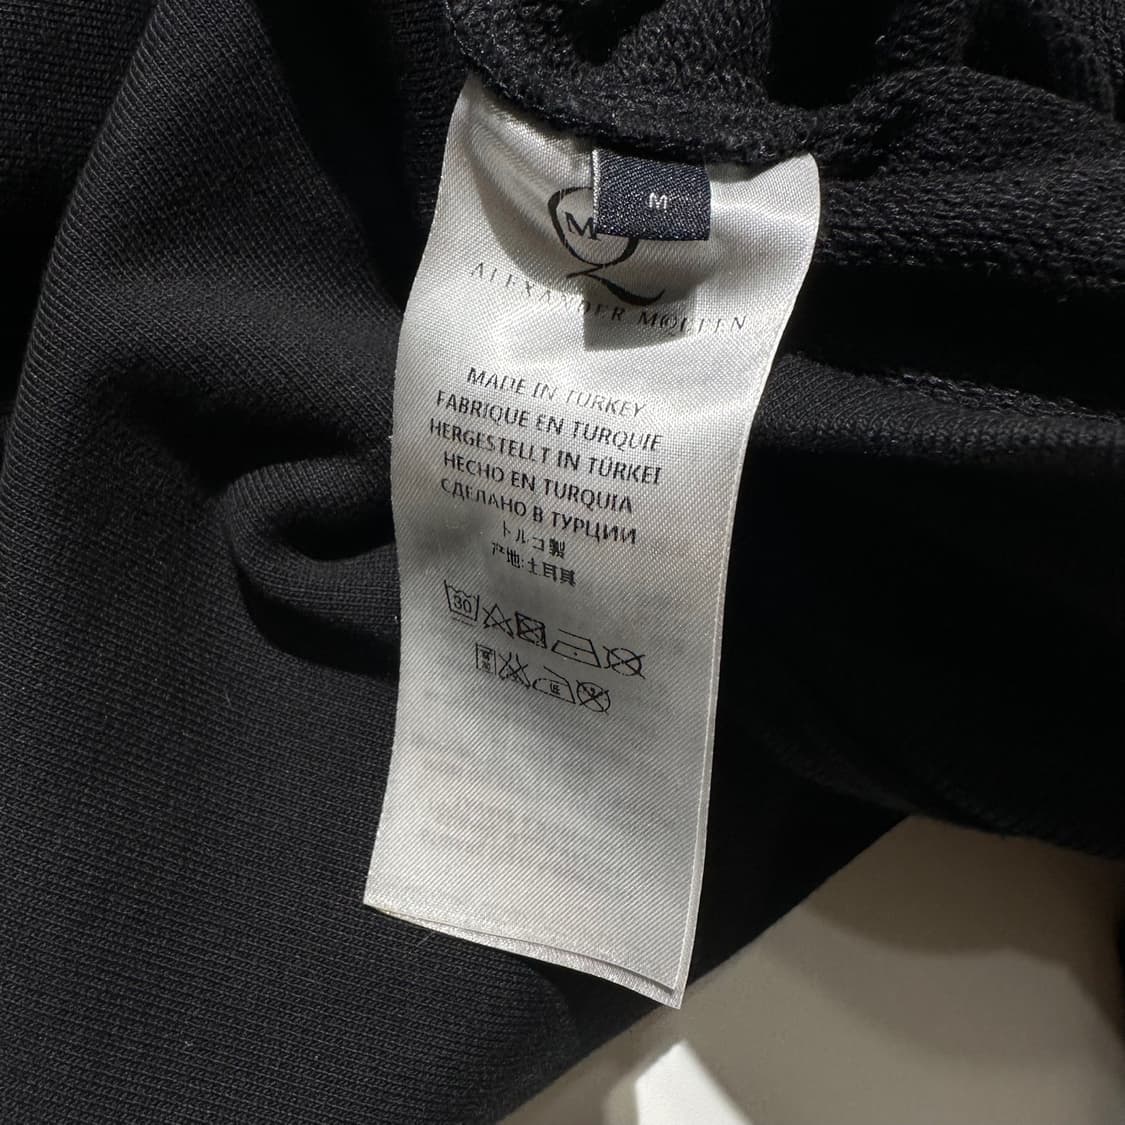 M
M
ALEXANDER MQUEEN
MADE IN TURKEY
FABRIQUE EN TURQUIE
HERGESTELLT IN TÜRKEI
HECHO EN TURQUIA
СДЕЛАНО В ТУРЦИИ
トルコ製
产地:土耳其
30